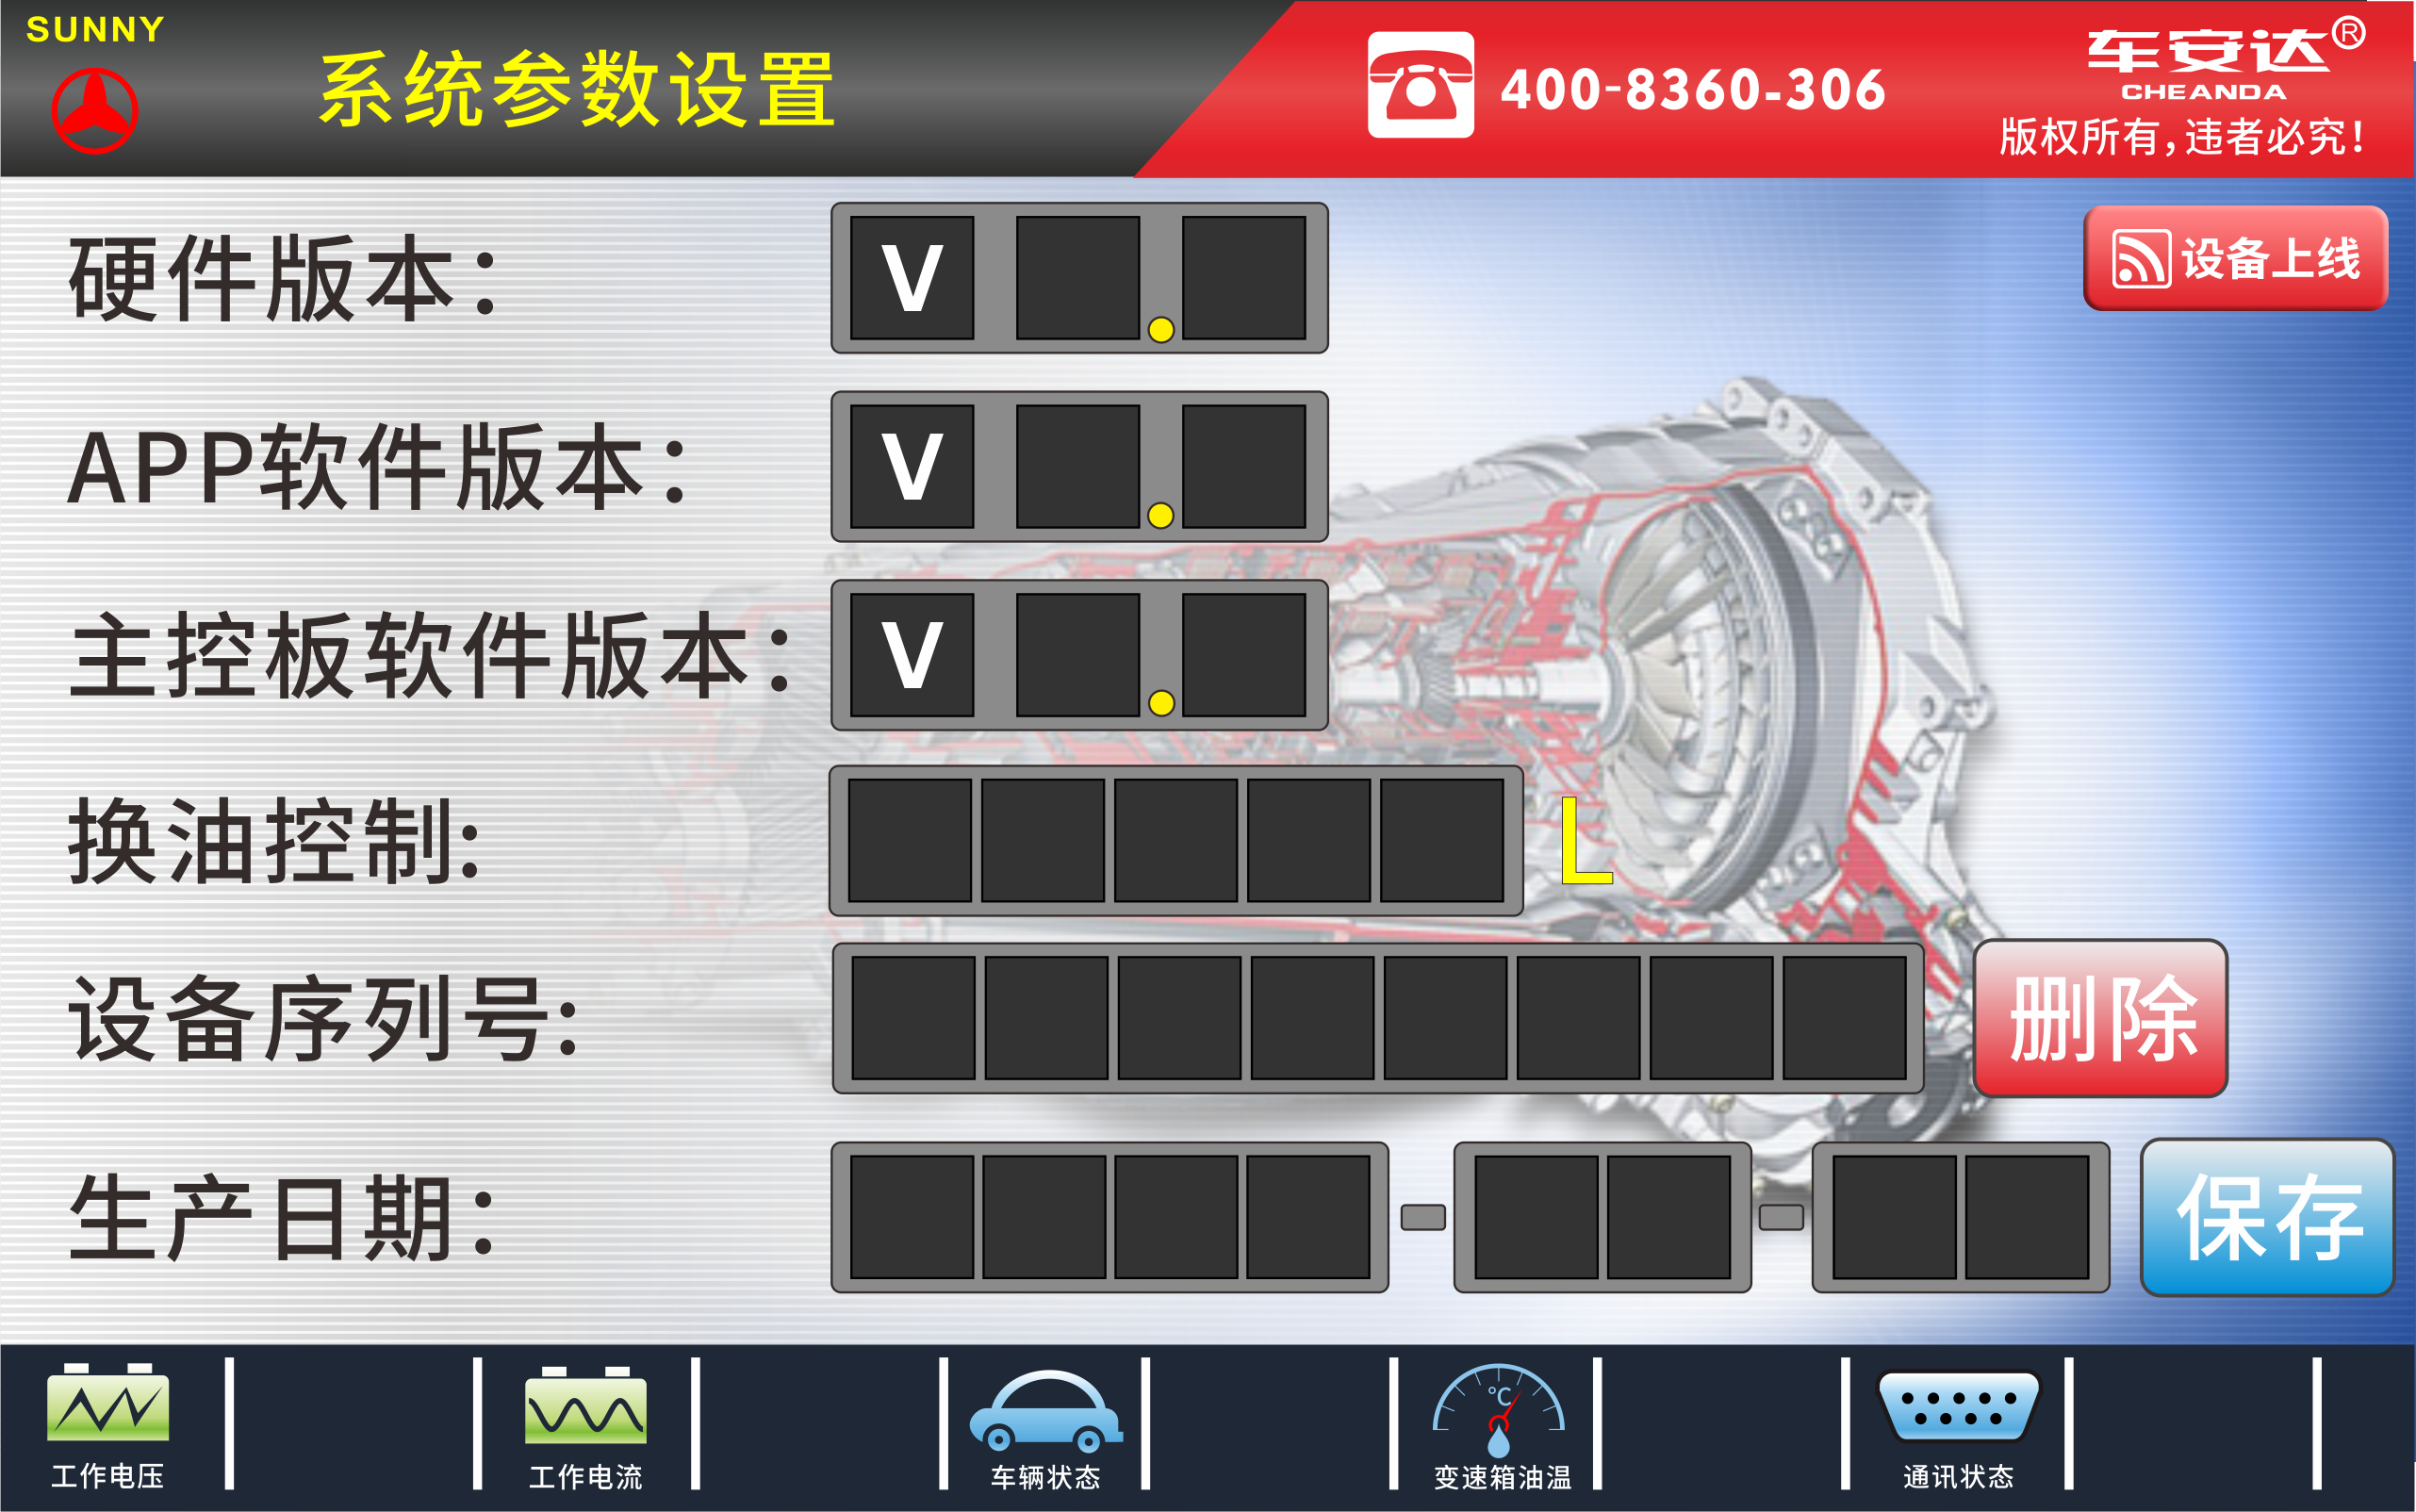 SUNNY
系统参数设置
400-8360-306
车安达®
CHEANDA
版权所有,违者必究!
设备上线
硬件版本:
V .
APP软件版本:
V .
主控板软件版本:
V .
换油控制:
L
设备序列号:
删除
生产日期:
- -
保存
工作电压
工作电流
车辆状态
°C
变速箱油温
通讯状态